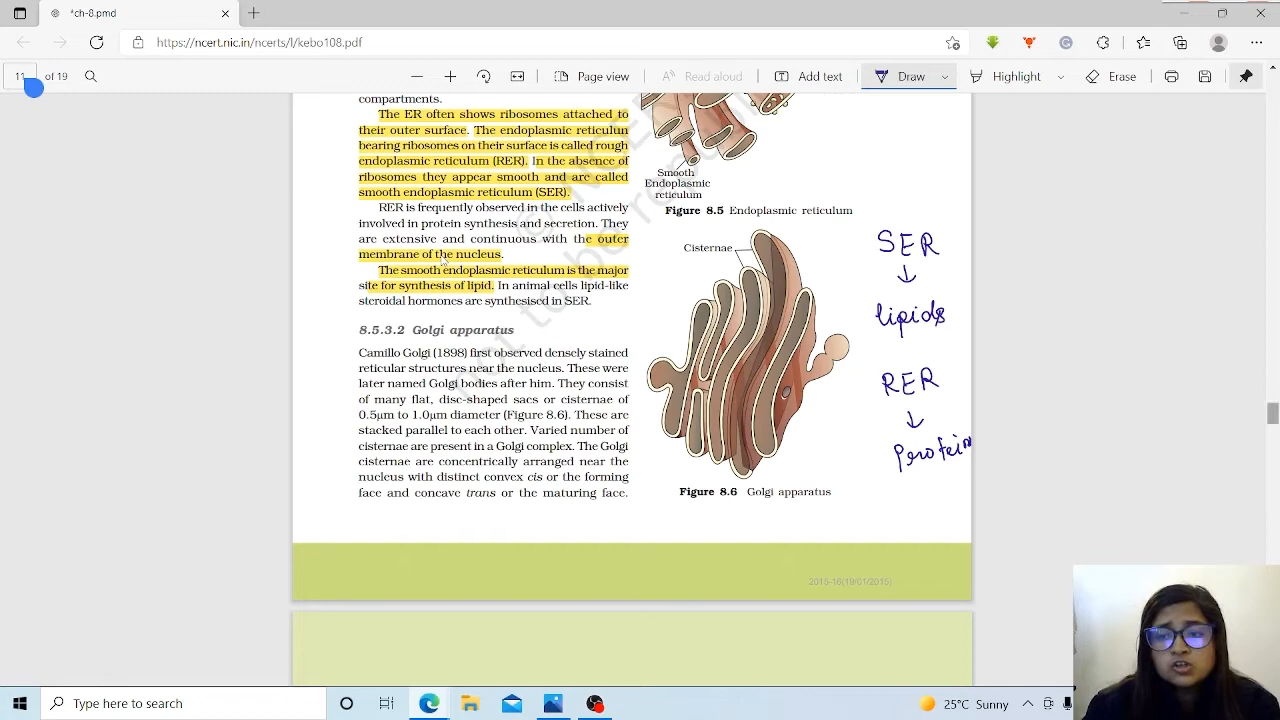 *ch-8.pmd
https://ncert.nic.in/ncerts/l/kebo108.pdf
11 of 19
Page view
Read aloud
Add text
Draw
Highlight
Erase
compartments.
The ER often shows ribosomes attached to
their outer surface. The endoplasmic reticulun
bearing ribosomes on their surface is called rough
endoplasmic reticulum (RER). In the absence of
ribosomes they appear smooth and are called
smooth endoplasmic reticulum (SER).
RER is frequently observed in the cells actively
involved in protein synthesis and secretion. They
are extensive and continuous with the outer
membrane of the nucleus.
The smooth endoplasmic reticulum is the major
site for synthesis of lipid. In animal cells lipid-like
steroidal hormones are synthesised in SER.
8.5.3.2 Golgi apparatus
Camillo Golgi (1898) first observed densely stained
reticular structures near the nucleus. These were
later named Golgi bodies after him. They consist
of many flat, disc-shaped sacs or cisternae of
0.5µm to 1.0µm diameter (Figure 8.6). These are
stacked parallel to each other. Varied number of
cisternae are present in a Golgi complex. The Golgi
cisternae are concentrically arranged near the
nucleus with distinct convex cis or the forming
face and concave trans or the maturing face.
Smooth
Endoplasmic
reticulum
Figure 8.5 Endoplasmic reticulum
Cisternae
Figure 8.6 Golgi apparatus
SER
↓
lipids
RER
↓
Protein
not to be repu
2015-16(19/01/2015)
Type here to search
25°C Sunny